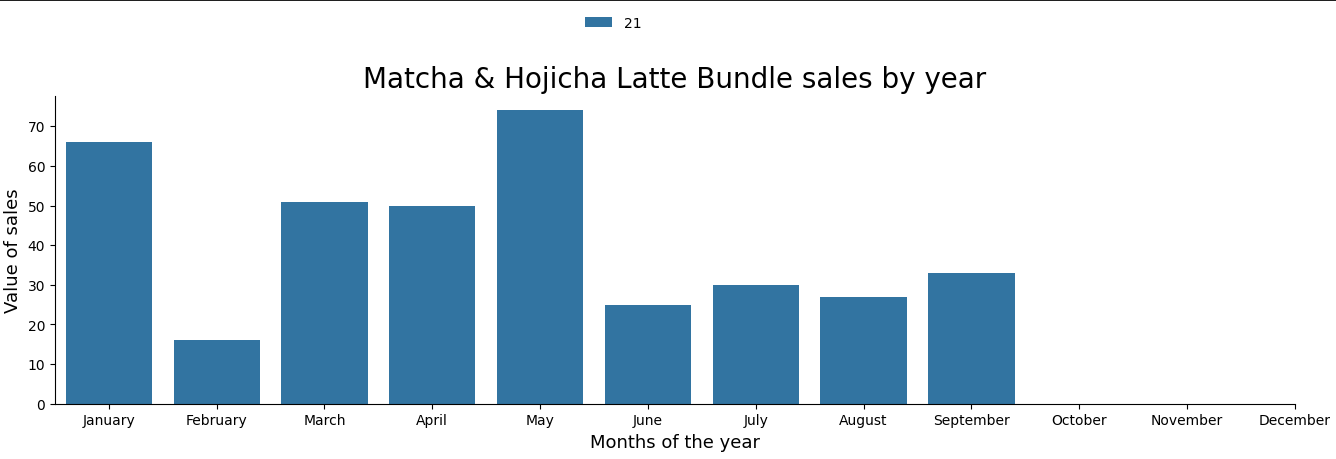 21
Matcha & Hojicha Latte Bundle sales by year
Value of sales
70
60
50
40
30
20
10
0
January February March April May June July August September October November December
Months of the year